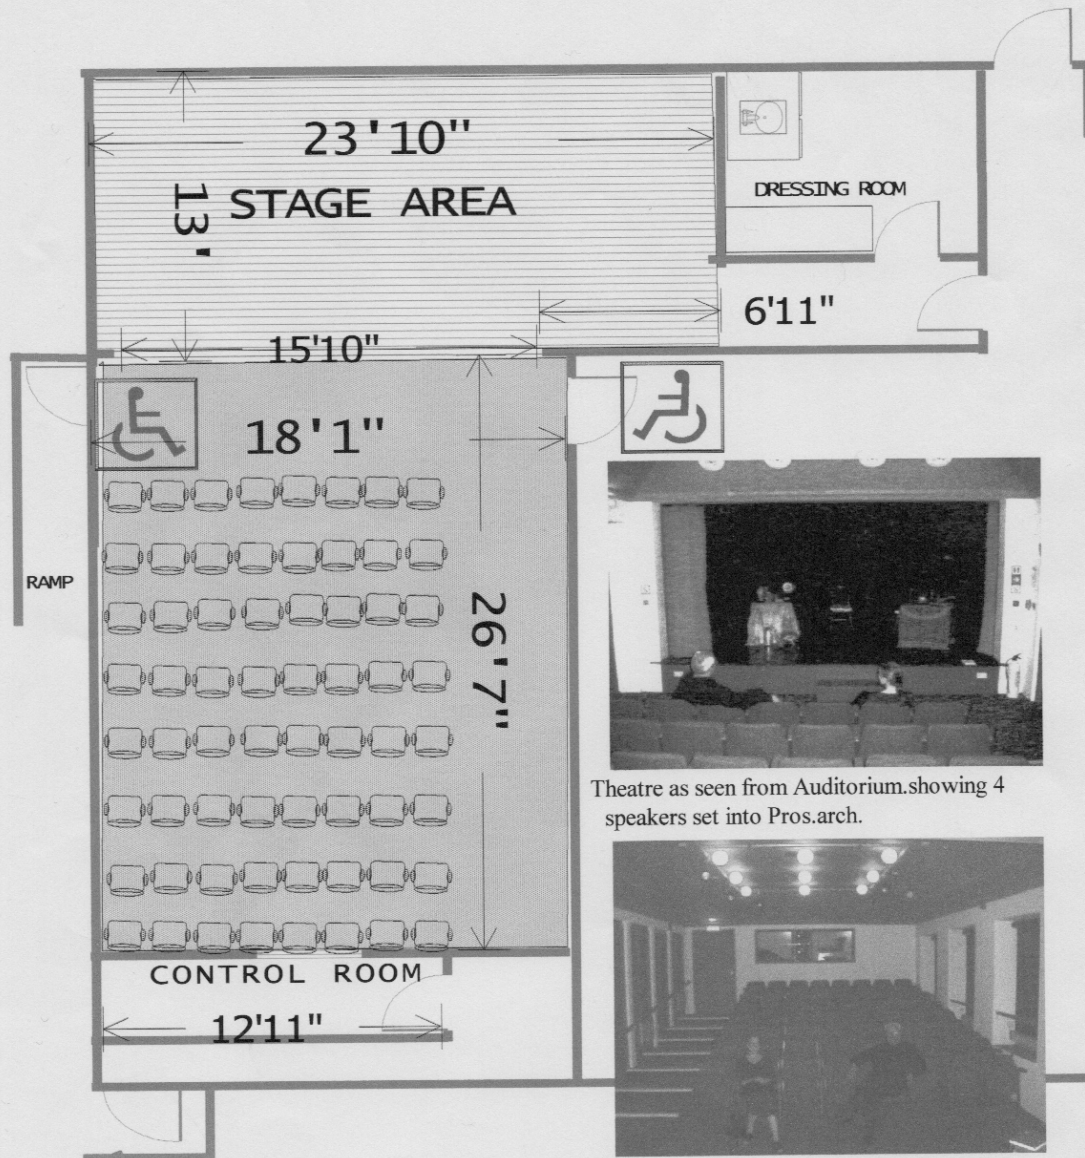 23'10"
13'
STAGE AREA
DRESSING ROOM
6'11"
15'10"
18'1"
RAMP
26'7"
Theatre as seen from Auditorium.showing 4
speakers set into Pros.arch.
CONTROL ROOM
12'11"